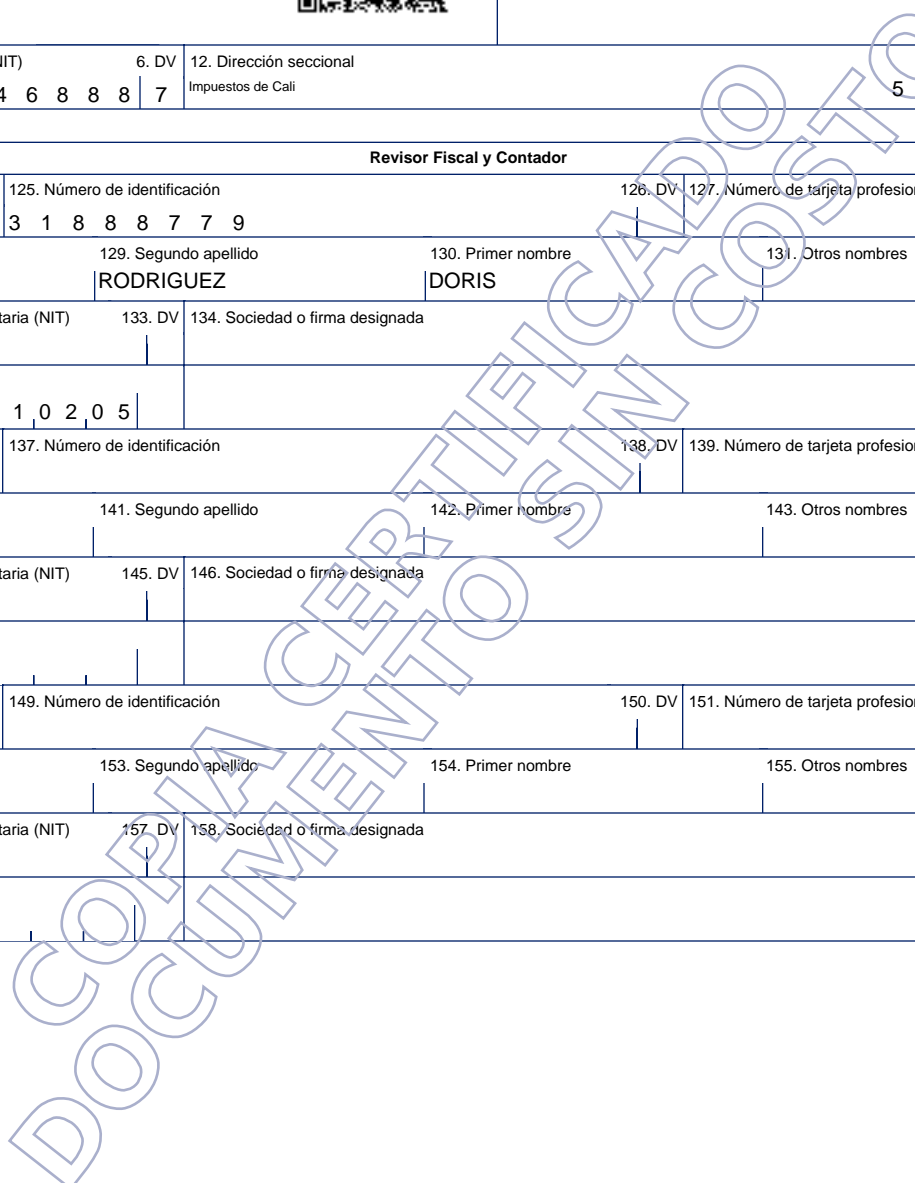 NIT) 6. DV 12. Dirección seccional
4 6 8 8 8 7 Impuestos de Cali 5
Revisor Fiscal y Contador
125. Número de identificación 126. DV 127. Número de tarjeta profesion
3 1 8 8 8 7 7 9
129. Segundo apellido 130. Primer nombre 131. Otros nombres
RODRIGUEZ DORIS
taria (NIT) 133. DV 134. Sociedad o firma designada
1 0 2 0 5
137. Número de identificación 138. DV 139. Número de tarjeta profesion
141. Segundo apellido 142. Primer nombre 143. Otros nombres
taria (NIT) 145. DV 146. Sociedad o firma designada
149. Número de identificación 150. DV 151. Número de tarjeta profesion
153. Segundo apellido 154. Primer nombre 155. Otros nombres
taria (NIT) 157. DV 158. Sociedad o firma designada
COPIA CERTIFICADO
DOCUMENTO SIN COSTO